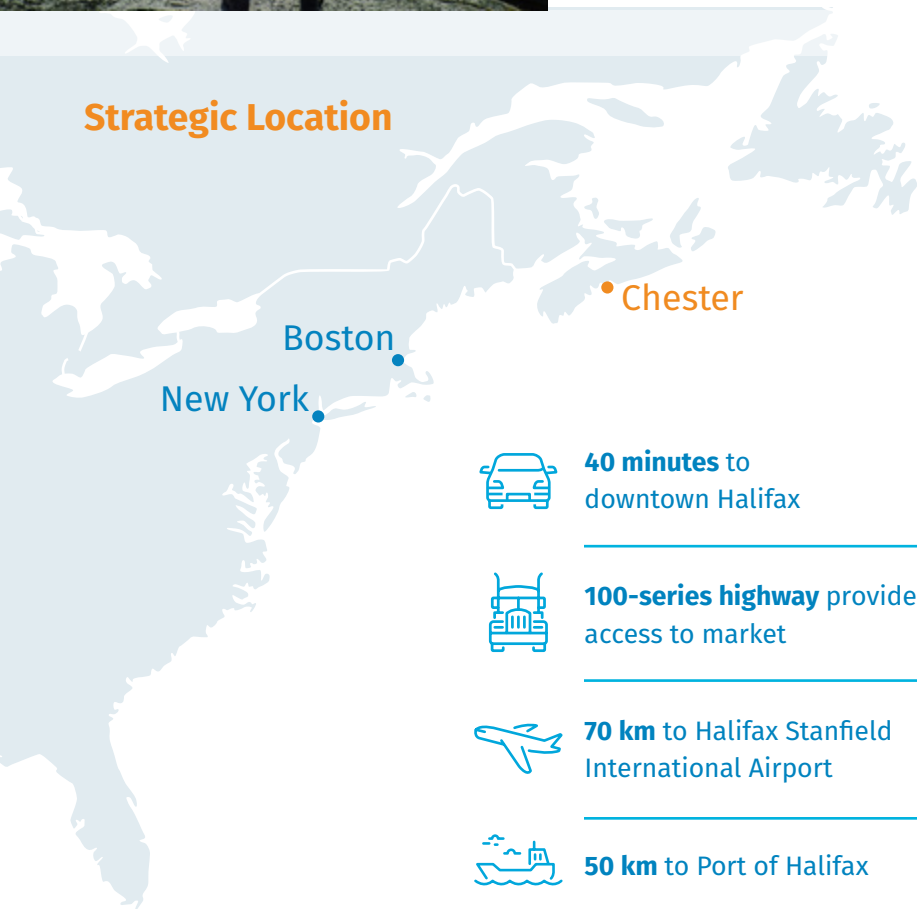 Strategic Location
Chester
Boston
New York
40 minutes to
downtown Halifax
100-series highway provide
access to market
70 km to Halifax Stanfield
International Airport
50 km to Port of Halifax